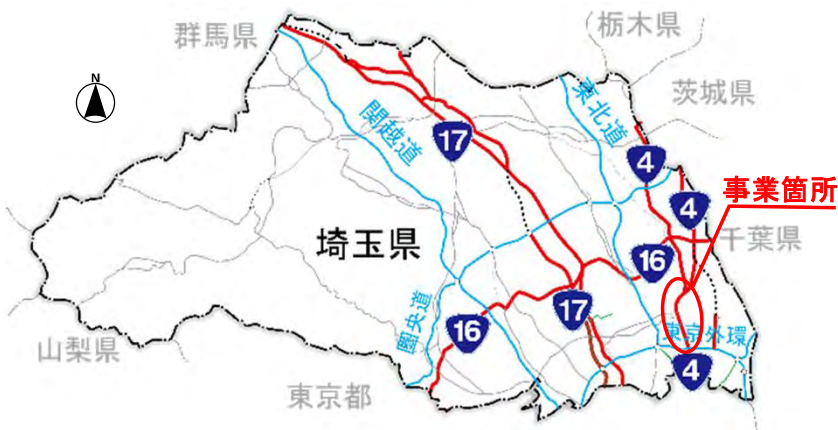 群馬県
栃木県
N
茨城県
東北道
関越道
17
4
事業箇所
4
千葉県
埼玉県
16
17
圏央道
16
東京外環
山梨県
4
東京都